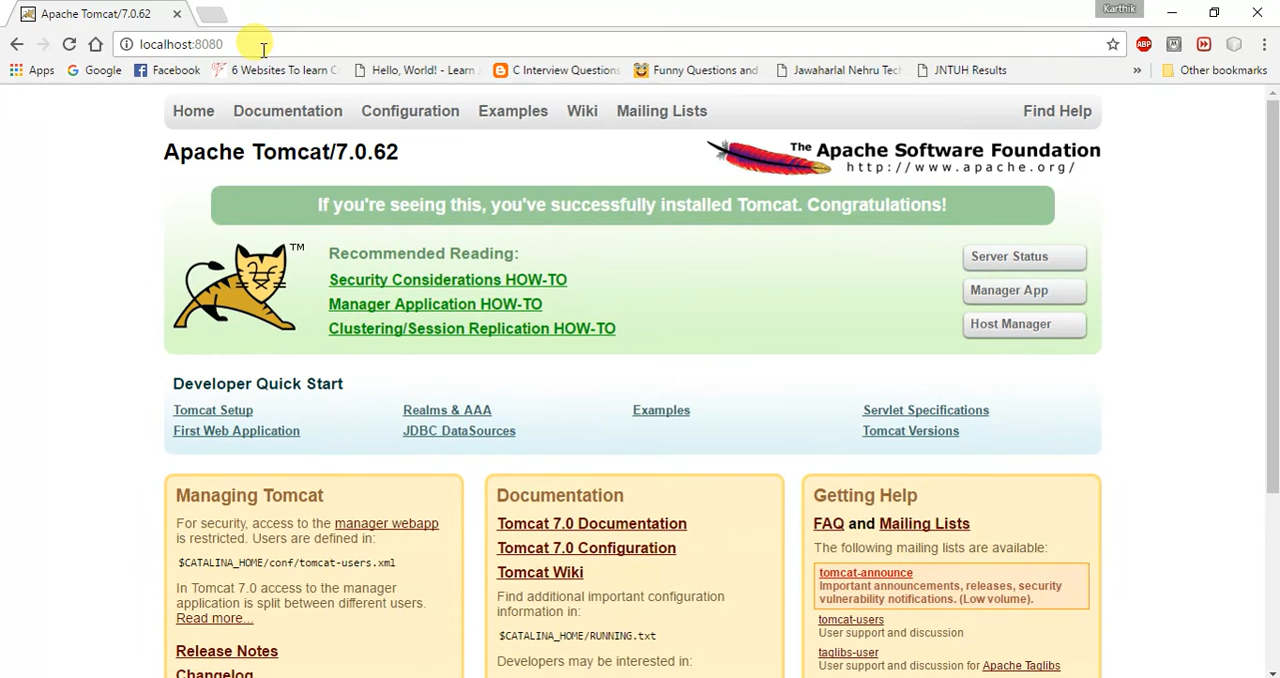 Apache Tomcat/7.0.62
Karthik
localhost:8080
ABP
Apps
Google
Facebook
6 Websites To learn C
Hello, World! - Learn
C Interview Questions
Funny Questions and
Jawaharlal Nehru Tec
JNTUH Results
»
Other bookmarks
Home
Documentation
Configuration
Examples
Wiki
Mailing Lists
Find Help
Apache Tomcat/7.0.62
The Apache Software Foundation
http://www.apache.org/
If you're seeing this, you've successfully installed Tomcat. Congratulations!
TM
Recommended Reading:
Security Considerations HOW-TO
Manager Application HOW-TO
Clustering/Session Replication HOW-TO
Server Status
Manager App
Host Manager
Developer Quick Start
Tomcat Setup
First Web Application
Realms & AAA
JDBC DataSources
Examples
Servlet Specifications
Tomcat Versions
Managing Tomcat
For security, access to the manager webapp
is restricted. Users are defined in:
$CATALINA_HOME/conf/tomcat-users.xml
In Tomcat 7.0 access to the manager
application is split between different users.
Read more...
Release Notes
Changelog
Documentation
Tomcat 7.0 Documentation
Tomcat 7.0 Configuration
Tomcat Wiki
Find additional important configuration
information in:
$CATALINA_HOME/RUNNING.txt
Developers may be interested in:
Getting Help
FAQ and Mailing Lists
The following mailing lists are available:
tomcat-announce
Important announcements, releases, security
vulnerability notifications. (Low volume).
tomcat-users
User support and discussion
taglibs-user
User support and discussion for Apache Taglibs